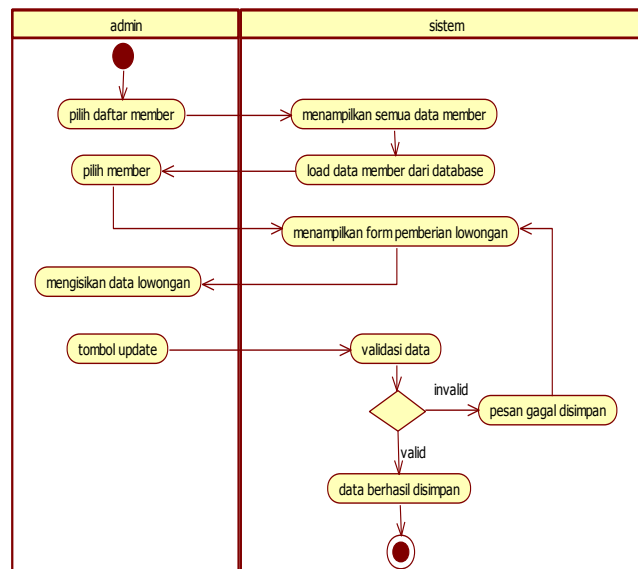 admin
sistem
pilih daftar member
menampilkan semua data member
pilih member
load data member dari database
menampilkan form pemberian lowongan
mengisikan data lowongan
tombol update
validasi data
invalid
pesan gagal disimpan
valid
data berhasil disimpan